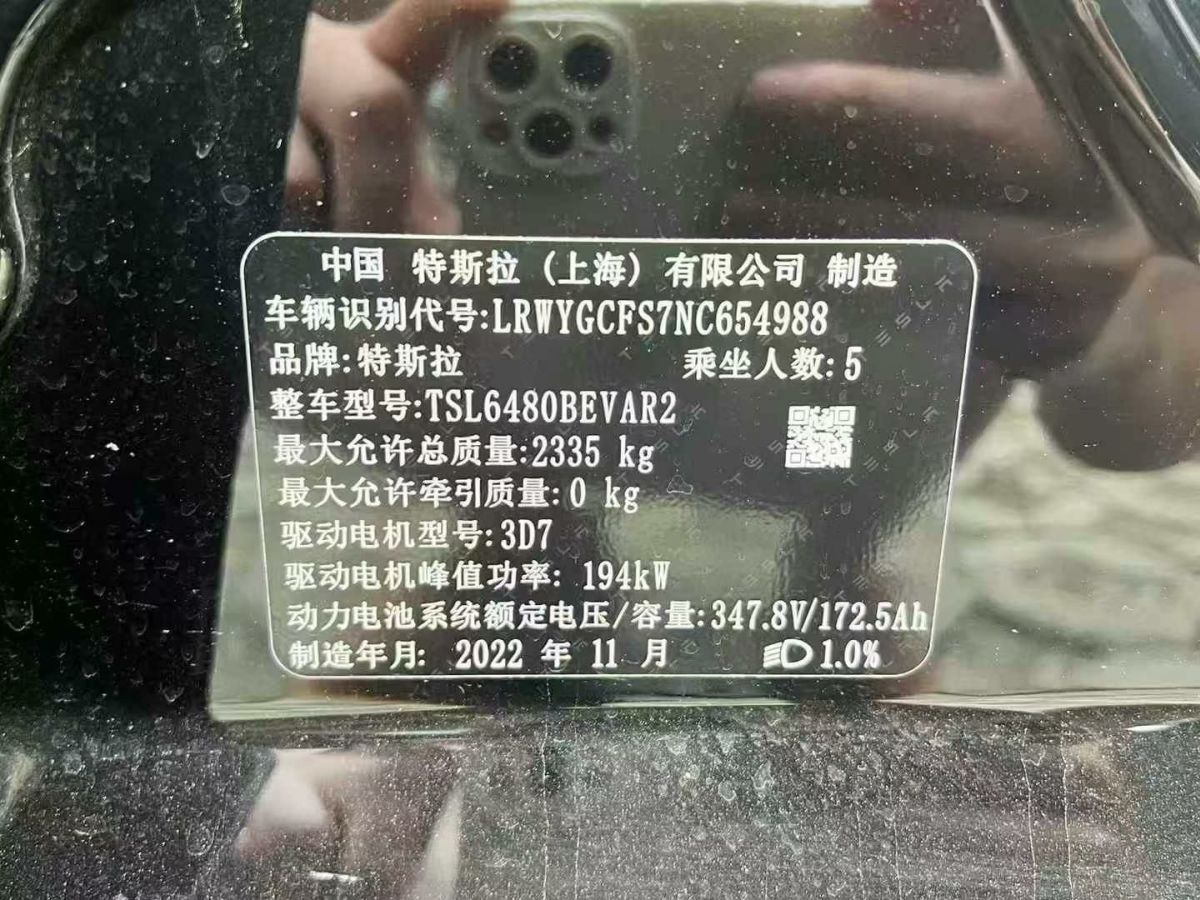 中国 特斯拉（上海）有限公司 制造
车辆识别代号:LRWYGCFS7NC654988
品牌:特斯拉 乘坐人数:5
整车型号:TSL6480BEVAR2
最大允许总质量:2335 kg
最大允许牵引质量:0 kg
驱动电机型号:3D7
驱动电机峰值功率: 194kW
动力电池系统额定电压/容量:347.8V/172.5Ah
制造年月: 2022 年 11 月 1.0%